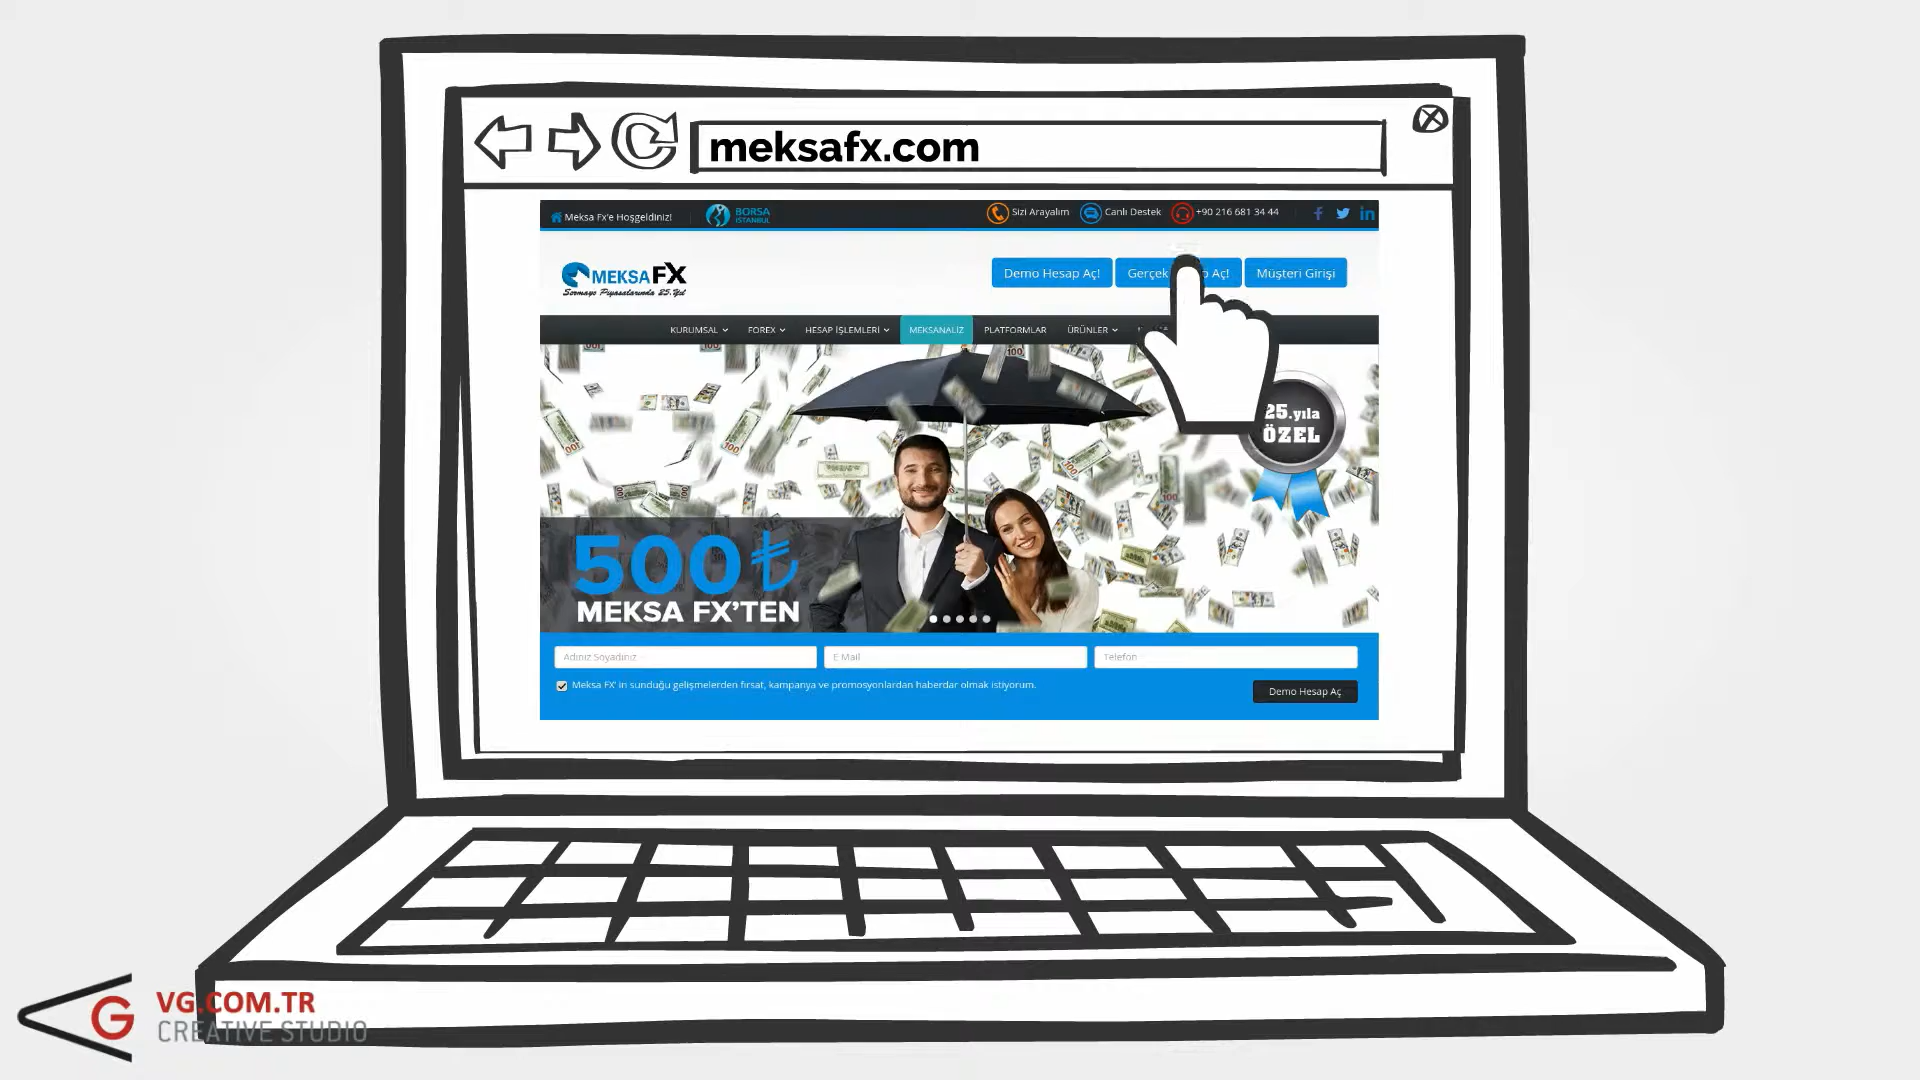 meksafx.com
Meksa Fx'e Hoşgeldiniz!
BORSA
İSTANBUL
Sizi Arayalım
Canlı Destek
+90 216 681 34 44
MEKSA FX
Sermaye Piyasalarında 25.Yıl
Demo Hesap Aç!
Gerçek Aç!
Müşteri Girişi
KURUMSAL
FOREX
HESAP İŞLEMLERİ
MEKSANALİZ
PLATFORMLAR
ÜRÜNLER
25.yıla
ÖZEL
500₺
MEKSA FX'TEN
Adınız Soyadınız
E Mail
Telefon
Meksa FX' in sunduğu gelişmelerden fırsat, kampanya ve promosyonlardan haberdar olmak istiyorum.
Demo Hesap Aç
G
VG.COM.TR
CREATIVE STUDIO